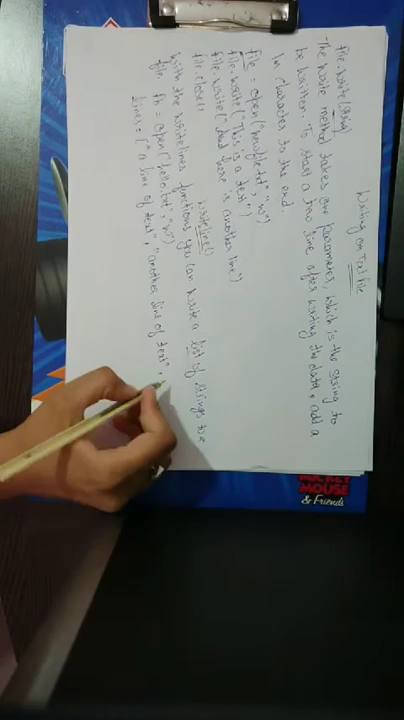 Writing on Text File
file.write(string)
-The write method takes one parameter, which is the string to
be written. To start a new line after writing the data, add a
\n character to the end.
file = open("newfile.txt", "w")
file.write("This is a text")
file.write("And here is another line")
file.close()
writeline()
With the writelines functions you can write a list of strings to a
file. fh = open("hello.txt", "w")
lines = ["a line of text", "another line of text",
MICKEY
MOUSE
& Friends